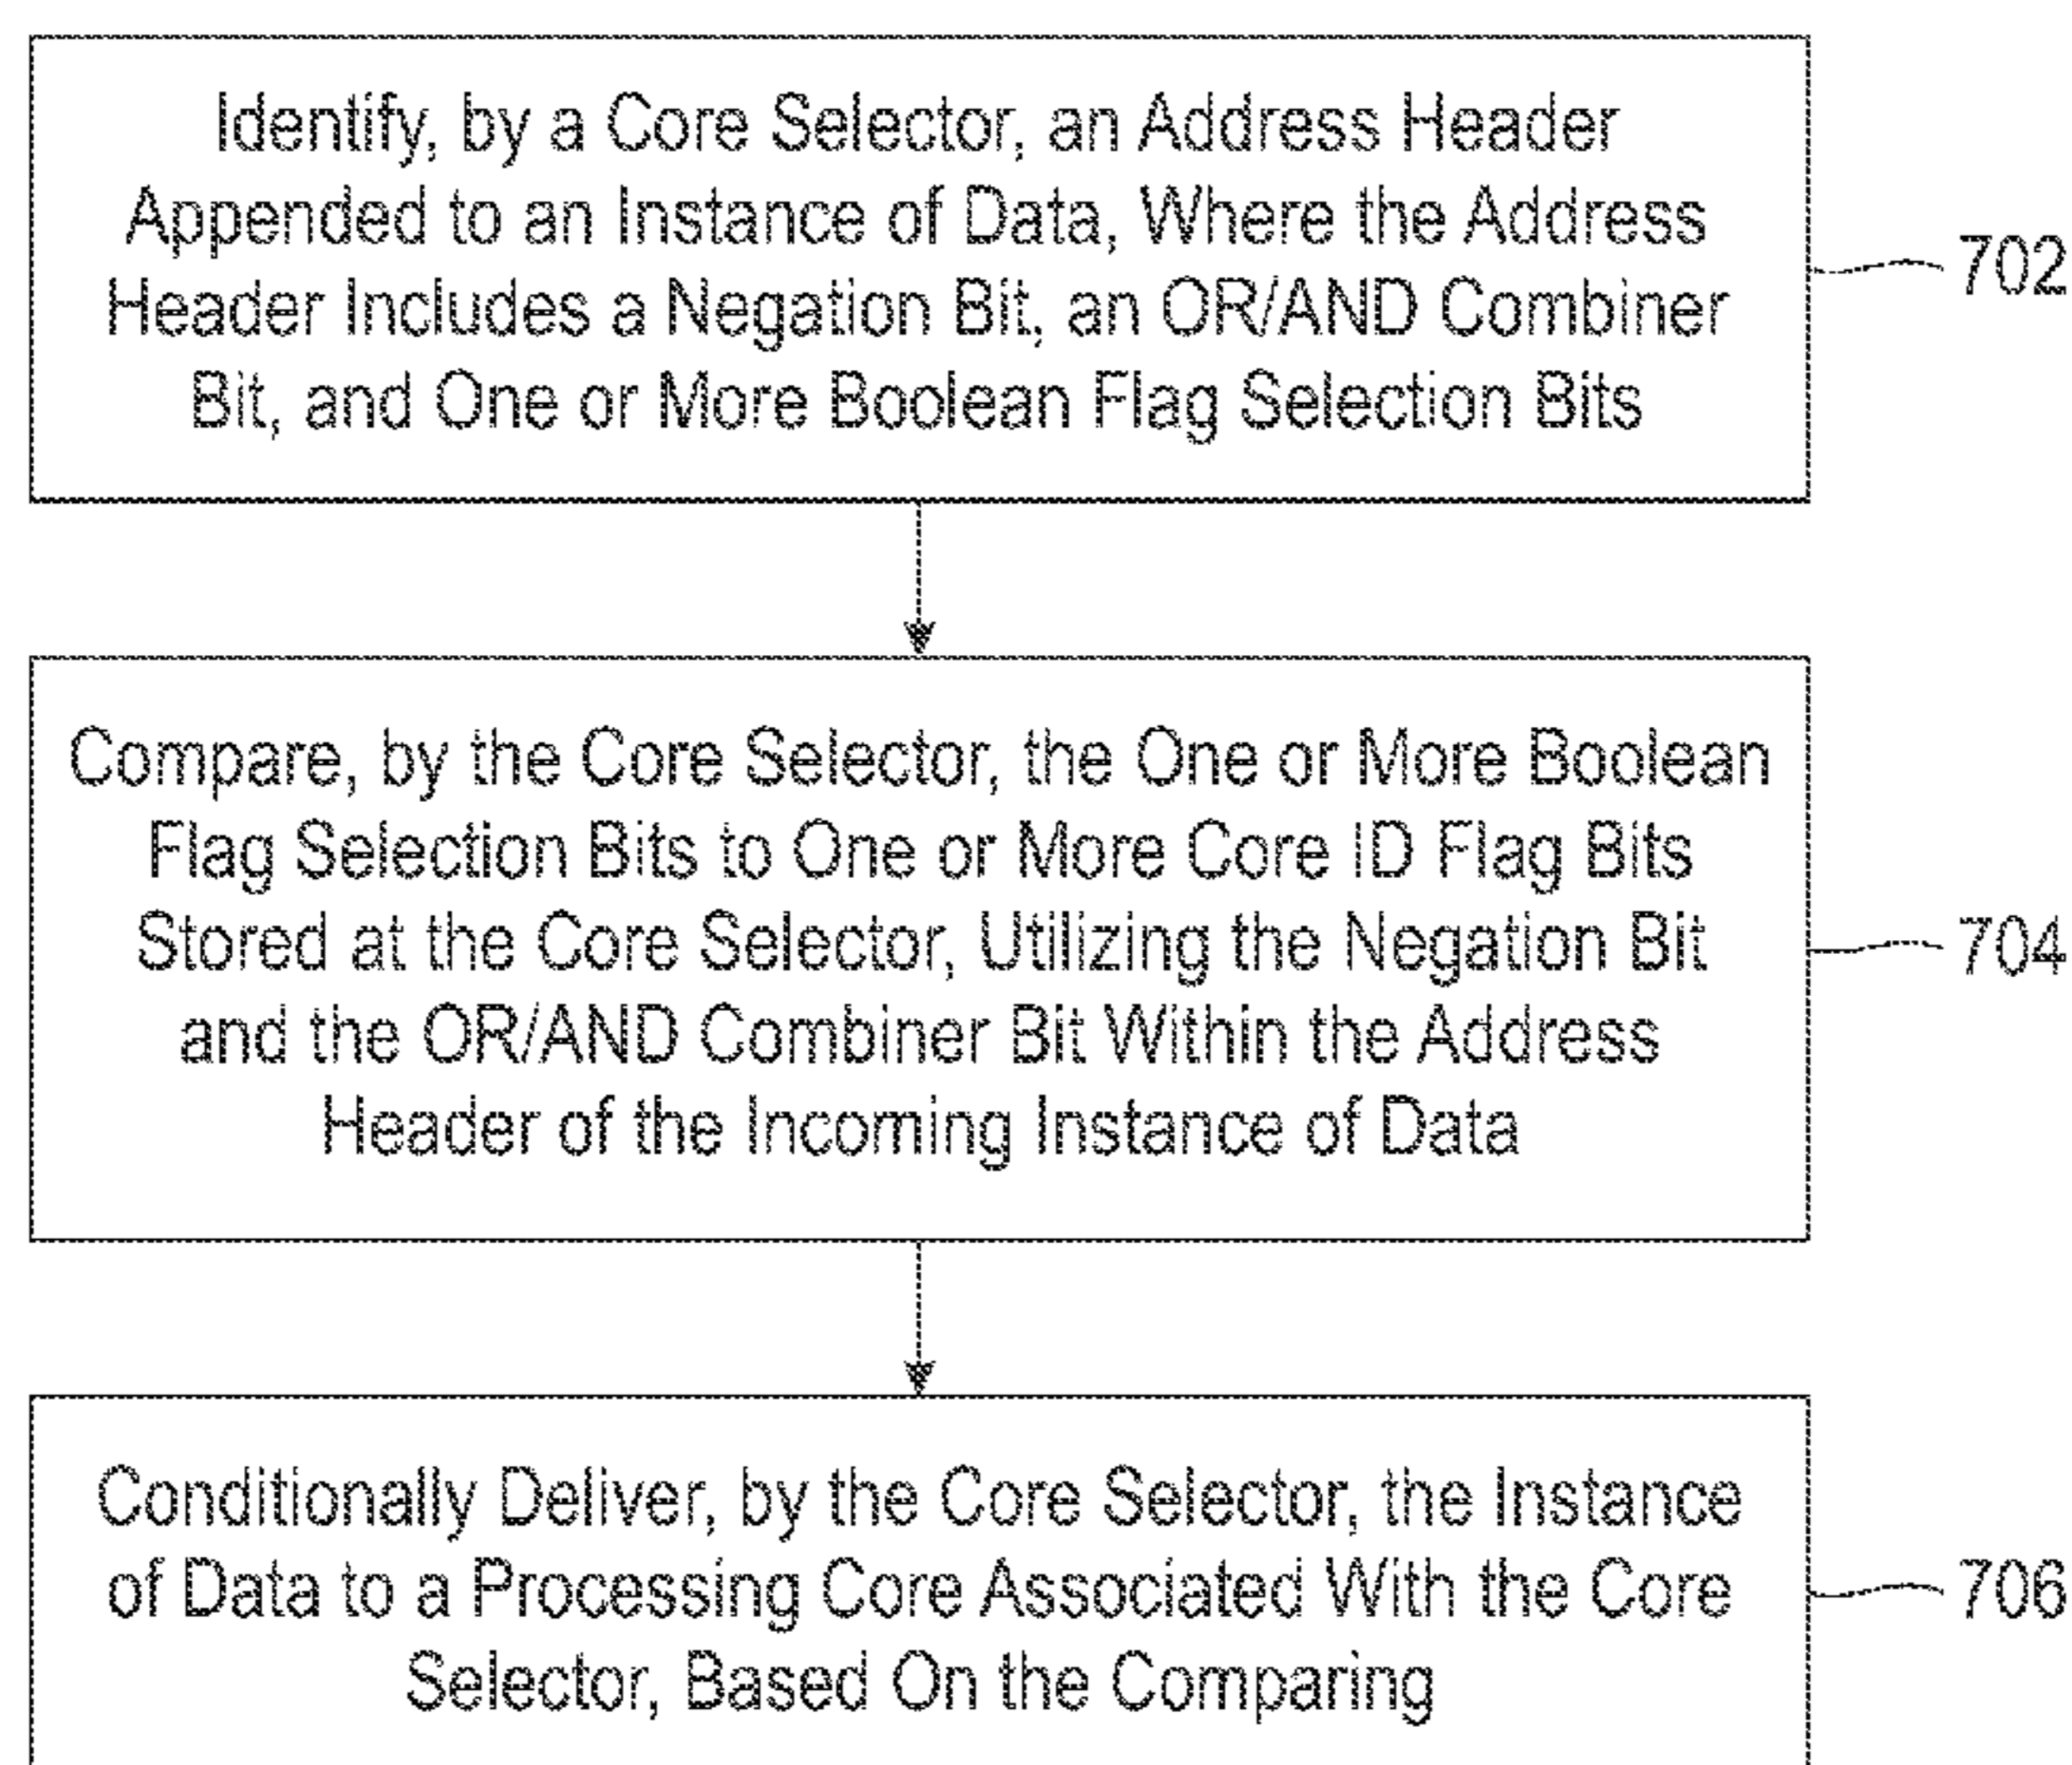 Identify, by a Core Selector, an Address Header
Appended to an Instance of Data, Where the Address
Header Includes a Negation Bit, an OR/AND Combiner
Bit, and One or More Boolean Flag Selection Bits
702
Compare, by the Core Selector, the One or More Boolean
Flag Selection Bits to One or More Core ID Flag Bits
Stored at the Core Selector, Utilizing the Negation Bit
and the OR/AND Combiner Bit Within the Address
Header of the Incoming Instance of Data
704
Conditionally Deliver, by the Core Selector, the Instance
of Data to a Processing Core Associated With the Core
Selector, Based On the Comparing
706